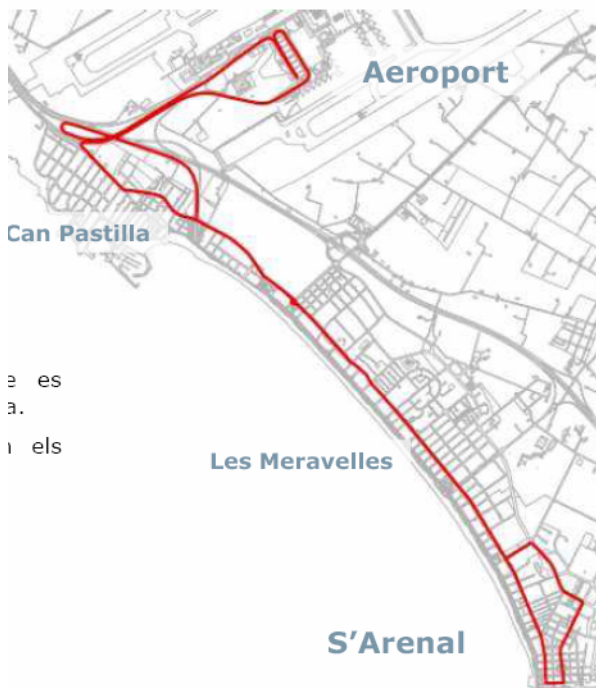 Aeroport
Can Pastilla
e es
a.
els
Les Meravelles
S'Arenal